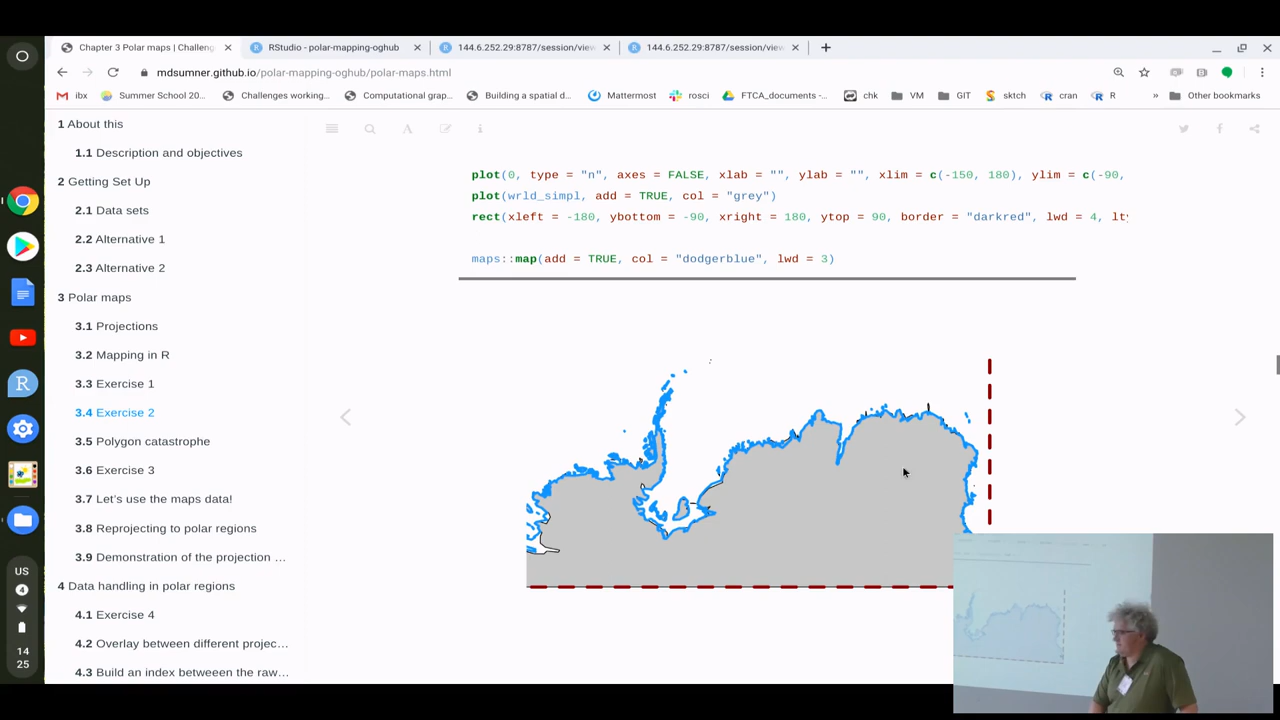 Chapter 3 Polar maps | Challeng
RStudio - polar-mapping-oghub
144.6.252.29:8787/session/view
144.6.252.29:8787/session/view
mdsumner.github.io/polar-mapping-oghub/polar-maps.html
ibx
Summer School 20...
Challenges working...
Computational grap...
Building a spatial d...
Mattermost
rosci
FTCA_documents -...
chk
VM
GIT
sktch
cran
R
»
Other bookmarks
1 About this
1.1 Description and objectives
2 Getting Set Up
2.1 Data sets
2.2 Alternative 1
2.3 Alternative 2
3 Polar maps
3.1 Projections
3.2 Mapping in R
3.3 Exercise 1
3.4 Exercise 2
3.5 Polygon catastrophe
3.6 Exercise 3
3.7 Let's use the maps data!
3.8 Reprojecting to polar regions
3.9 Demonstration of the projection ...
4 Data handling in polar regions
4.1 Exercise 4
4.2 Overlay between different projec...
4.3 Build an index betweeen the raw...
plot(0, type = "n", axes = FALSE, xlab = "", ylab = "", xlim = c(-150, 180), ylim = c(-90,
plot(wrld_simpl, add = TRUE, col = "grey")
rect(xleft = -180, ybottom = -90, xright = 180, ytop = 90, border = "darkred", lwd = 4, lty
maps::map(add = TRUE, col = "dodgerblue", lwd = 3)
US
4
14
25